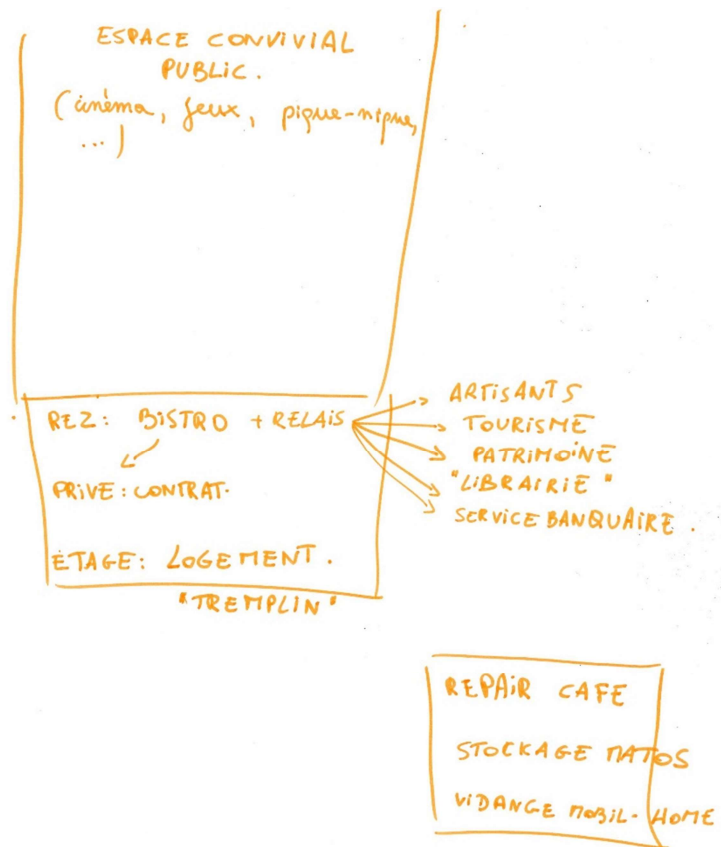 ESPACE CONVIVIAL
PUBLIC.
(cinéma, jeux, pique-nique,
...)
REZ: BISTRO + RELAIS
PRIVE: CONTRAT.
ETAGE: LOGEMENT.
"TREMPLIN"
ARTISANTS
TOURISME
PATRIMOINE
"LIBRAIRIE"
SERVICE BANQUAIRE.
REPAIR CAFE
STOCKAGE MATOS
VIDANGE MOBIL-HOME